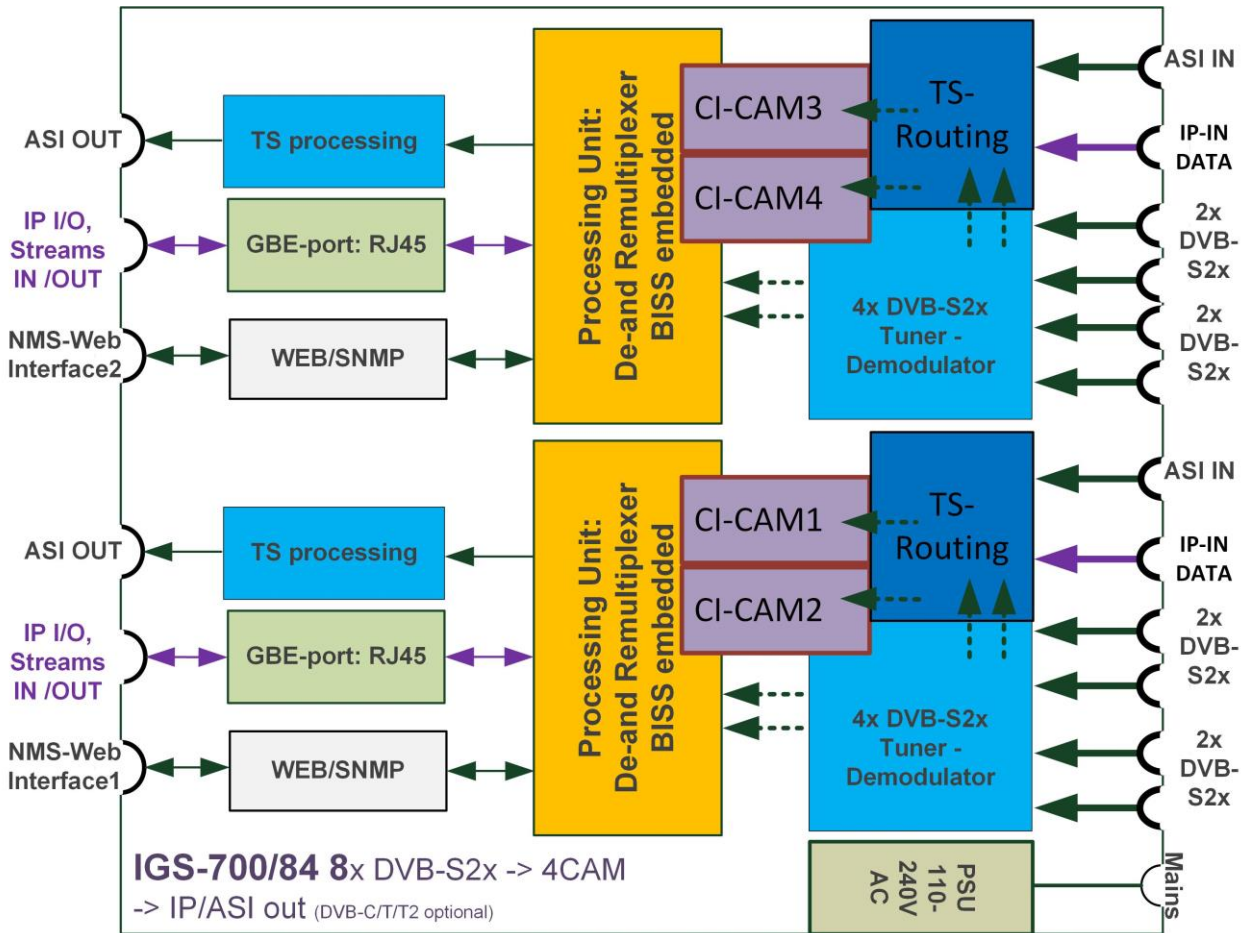 ASI OUT
TS processing
IP I/O,
Streams
IN /OUT
GBE-port: RJ45
NMS-Web
Interface2
WEB/SNMP
Processing Unit:
De-and Remultiplexer
BISS embedded
CI-CAM3
CI-CAM4
TS-
Routing
4x DVB-S2x
Tuner -
Demodulator
ASI IN
IP-IN
DATA
2x
DVB-
S2x
2x
DVB-
S2x
ASI OUT
TS processing
IP I/O,
Streams
IN /OUT
GBE-port: RJ45
NMS-Web
Interface1
WEB/SNMP
Processing Unit:
De-and Remultiplexer
BISS embedded
CI-CAM1
CI-CAM2
TS-
Routing
4x DVB-S2x
Tuner -
Demodulator
ASI IN
IP-IN
DATA
2x
DVB-
S2x
2x
DVB-
S2x
IGS-700/84 8x DVB-S2x -> 4CAM
-> IP/ASI out (DVB-C/T/T2 optional)
PSU
110-
240V
AC
Mains